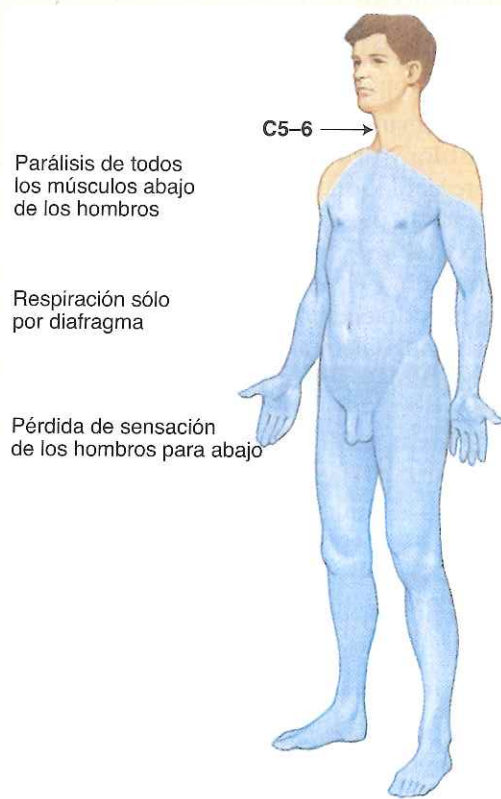 C5–6
Parálisis de todos
los músculos abajo
de los hombros
Respiración sólo
por diafragma
Pérdida de sensación
de los hombros para abajo